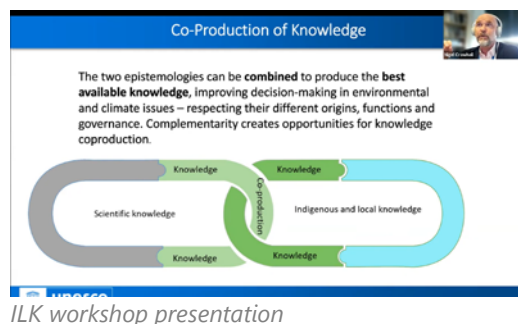 Co-Production of Knowledge
The two epistemologies can be combined to produce the best
available knowledge, improving decision-making in environmental
and climate issues – respecting their different origins, functions and
governance. Complementarity creates opportunities for knowledge
coproduction.
Knowledge
Knowledge
Scientific knowledge
Co-production
Indigenous and local knowledge
Knowledge
Knowledge
unesco
ILK workshop presentation